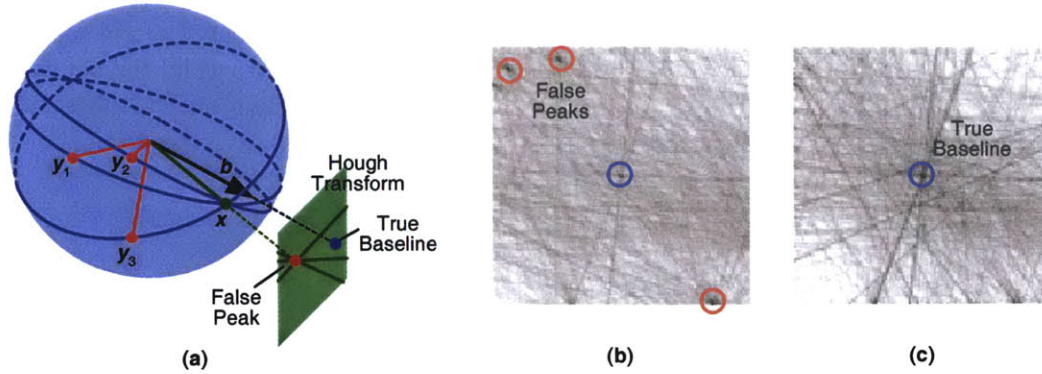 y₁
y₂
y₃
b
x
Hough
Transform
True
Baseline
False
Peak
(a)
False
Peaks
(b)
True
Baseline
(c)